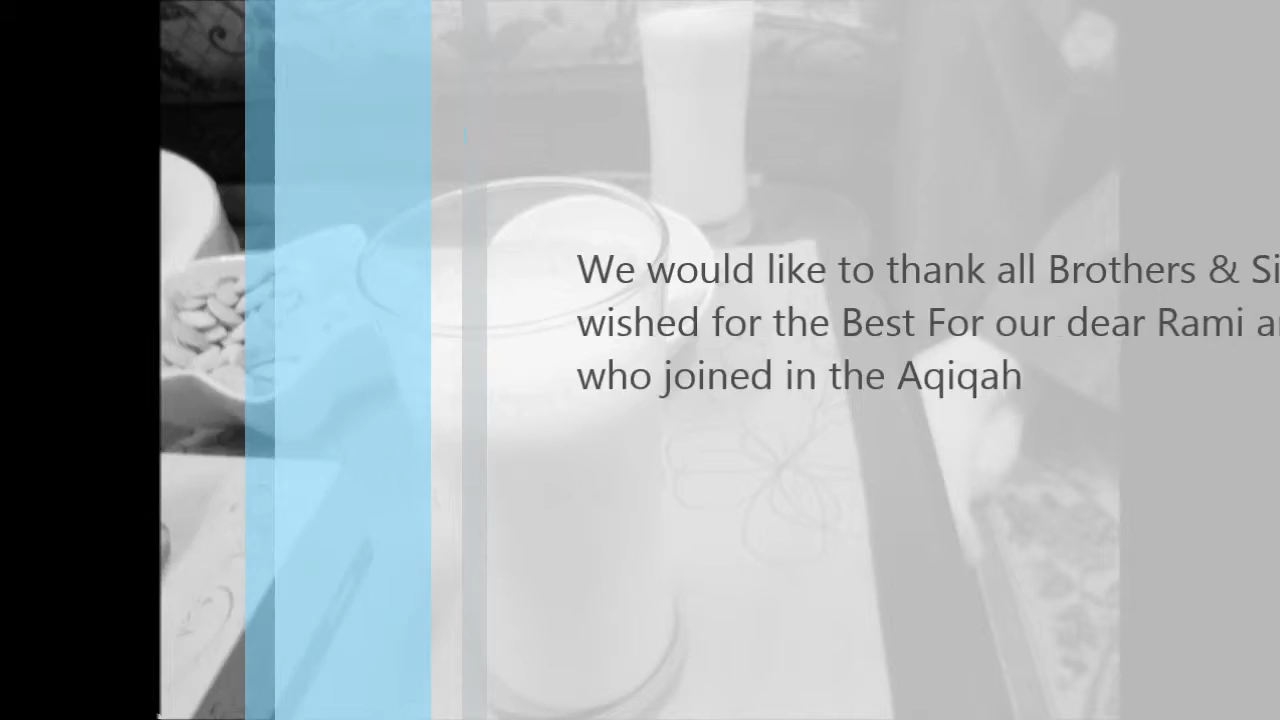 We would like to thank all Brothers & Si
wished for the Best For our dear Rami a
who joined in the Aqiqah